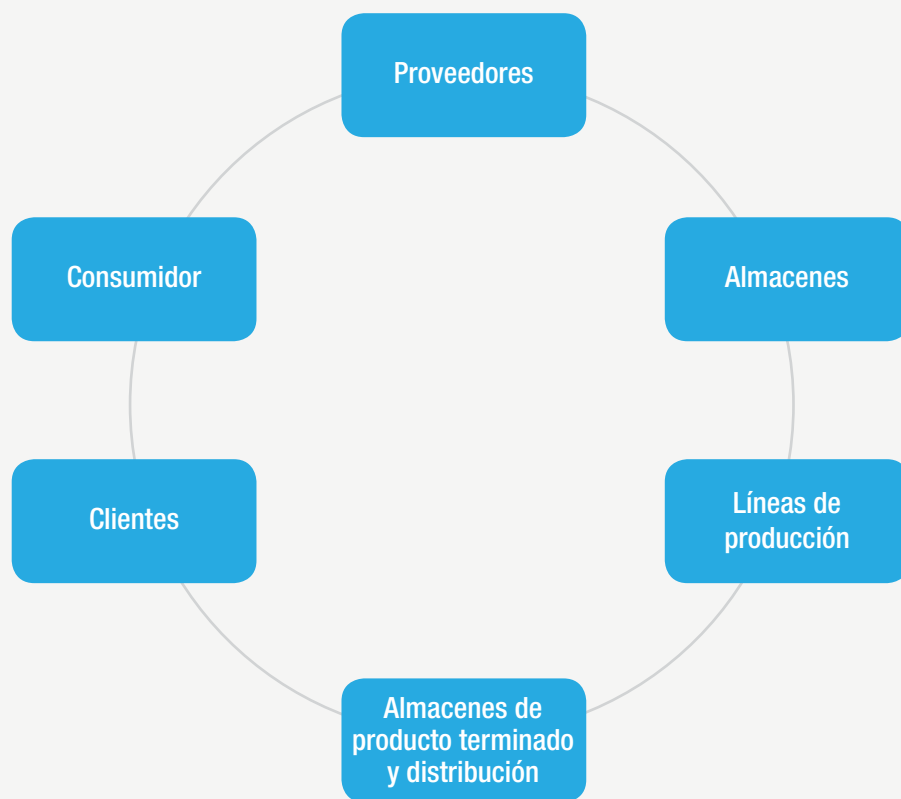 Proveedores
Consumidor
Almacenes
Clientes
Líneas de
producción
Almacenes de
producto terminado
y distribución